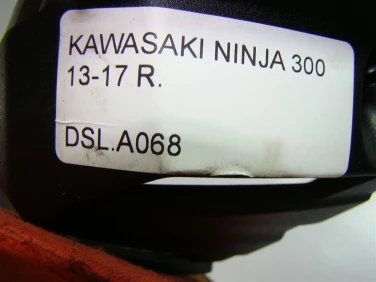 KAWASAKI NINJA 300
13-17 R.
DSL.A068